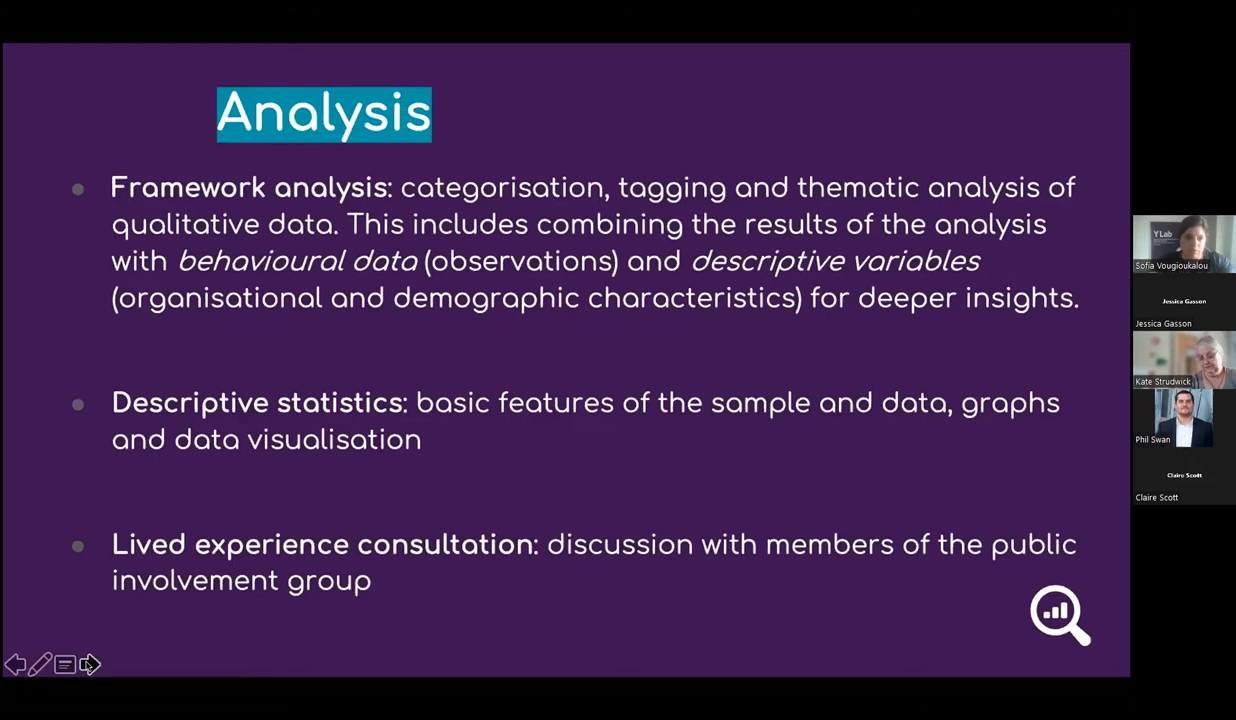 Analysis
Framework analysis: categorisation, tagging and thematic analysis of
qualitative data. This includes combining the results of the analysis
with behavioural data (observations) and descriptive variables
(organisational and demographic characteristics) for deeper insights.
Descriptive statistics: basic features of the sample and data, graphs
and data visualisation
Lived experience consultation: discussion with members of the public
involvement group
Y Lab
Sofia Vougioukalou
Jessica Gasson
Jessica Gasson
Kate Strudwick
Phil Swan
Claire Scott
Claire Scott